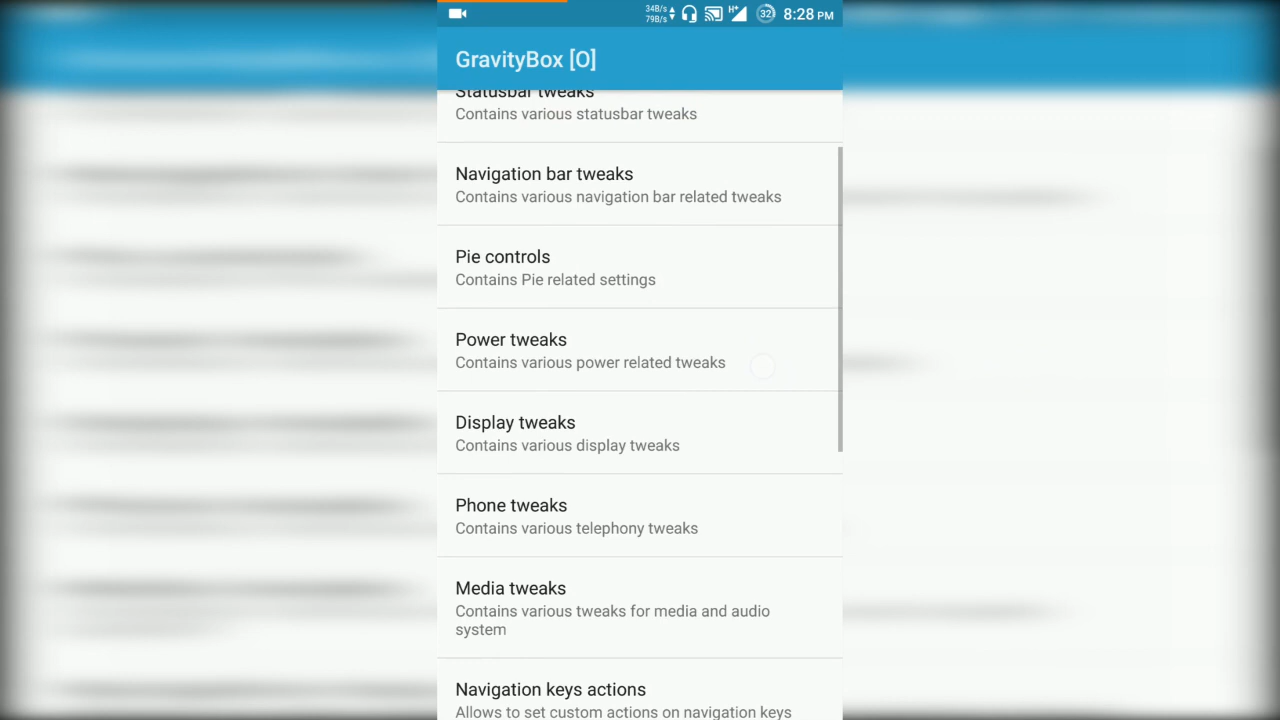 34B/s
79B/s
H+
32
8:28 PM
GravityBox [O]
Statusbar tweaks
Contains various statusbar tweaks
Navigation bar tweaks
Contains various navigation bar related tweaks
Pie controls
Contains Pie related settings
Power tweaks
Contains various power related tweaks
Display tweaks
Contains various display tweaks
Phone tweaks
Contains various telephony tweaks
Media tweaks
Contains various tweaks for media and audio
system
Navigation keys actions
Allows to set custom actions on navigation keys